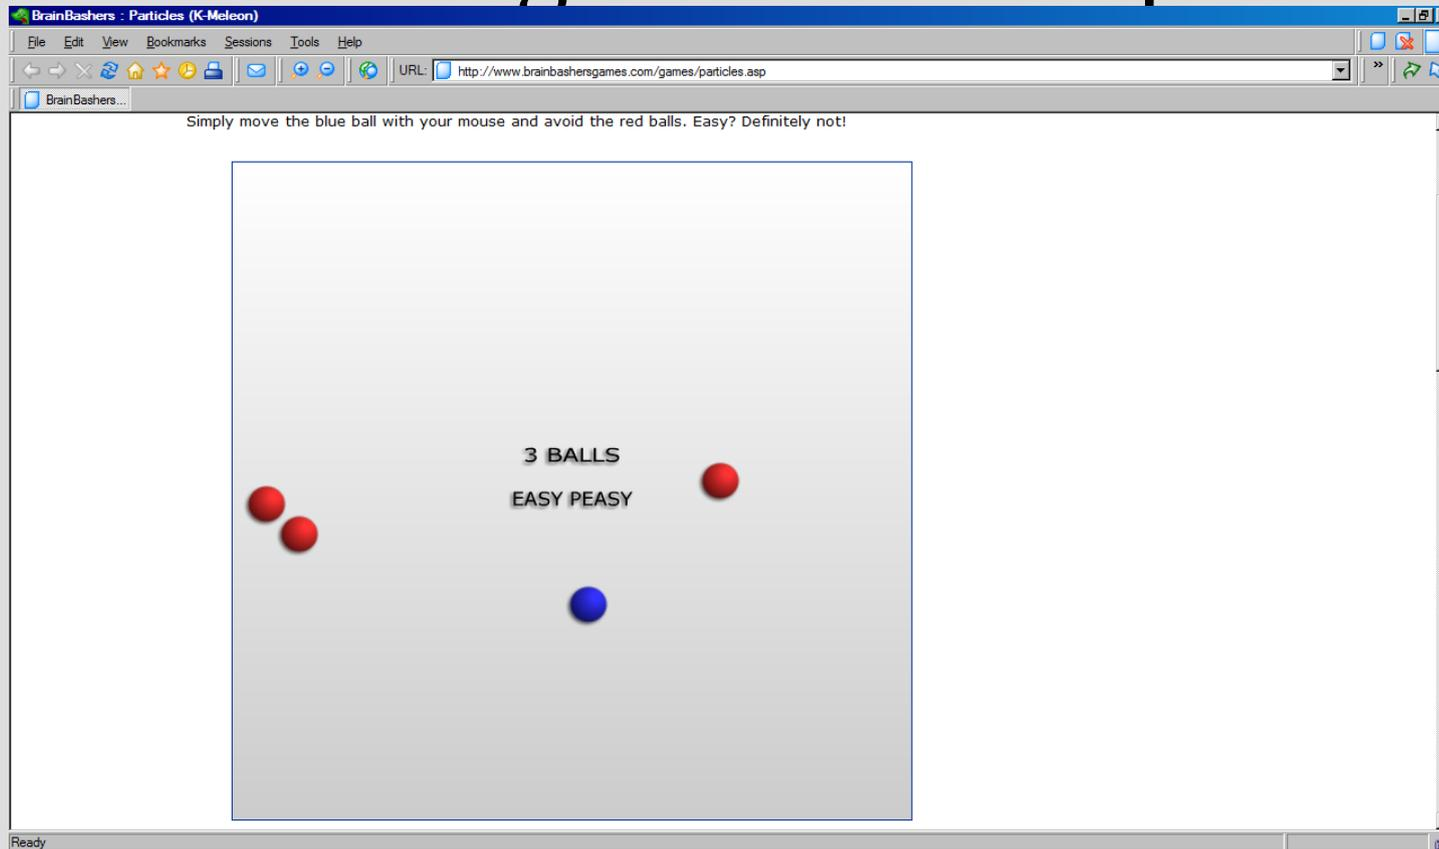 BrainBashers : Particles (K-Meleon)
File Edit View Bookmarks Sessions Tools Help
URL: http://www.brainbashersgames.com/games/particles.asp »
BrainBashers...
Simply move the blue ball with your mouse and avoid the red balls. Easy? Definitely not!
3 BALLS
EASY PEASY
Ready